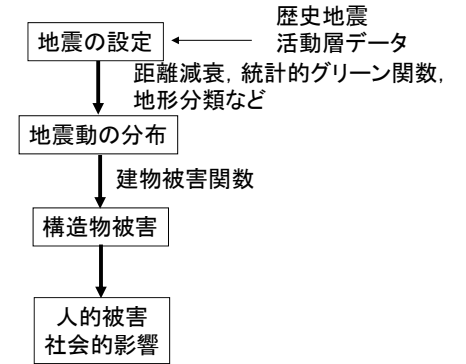 歴史地震
活動層データ
地震の設定
距離減衰，統計的グリーン関数，
地形分類など
地震動の分布
建物被害関数
構造物被害
人的被害
社会的影響